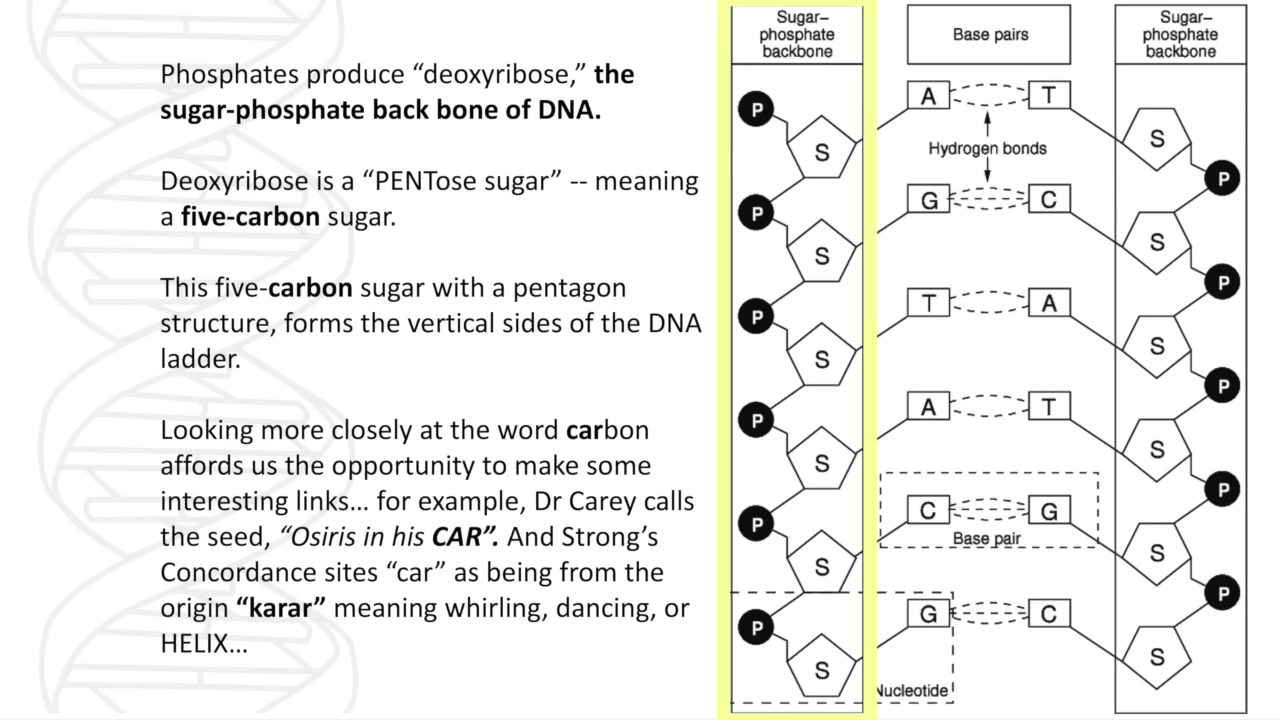 Phosphates produce “deoxyribose,” the
sugar-phosphate back bone of DNA.
Deoxyribose is a “PENTose sugar” -- meaning
a five-carbon sugar.
This five-carbon sugar with a pentagon
structure, forms the vertical sides of the DNA
ladder.
Looking more closely at the word carbon
affords us the opportunity to make some
interesting links... for example, Dr Carey calls
the seed, “Osiris in his CAR”. And Strong’s
Concordance sites “car” as being from the
origin “karar” meaning whirling, dancing, or
HELIX...
Sugar–
phosphate
backbone
Base pairs
Sugar–
phosphate
backbone
P
S
A
T
S
P
Hydrogen bonds
P
S
G
C
S
P
P
S
T
A
S
P
P
S
A
T
S
P
P
S
C
G
S
P
Base pair
P
S
G
C
S
Nucleotide